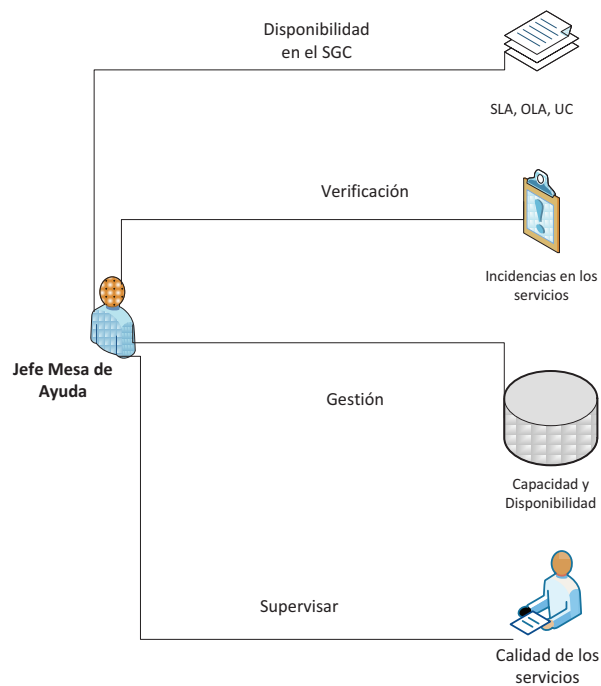 Disponibilidad
en el SGC
SLA, OLA, UC
Verificación
Incidencias en los
servicios
Jefe Mesa de
Ayuda
Gestión
Capacidad y
Disponibilidad
Supervisar
Calidad de los
servicios